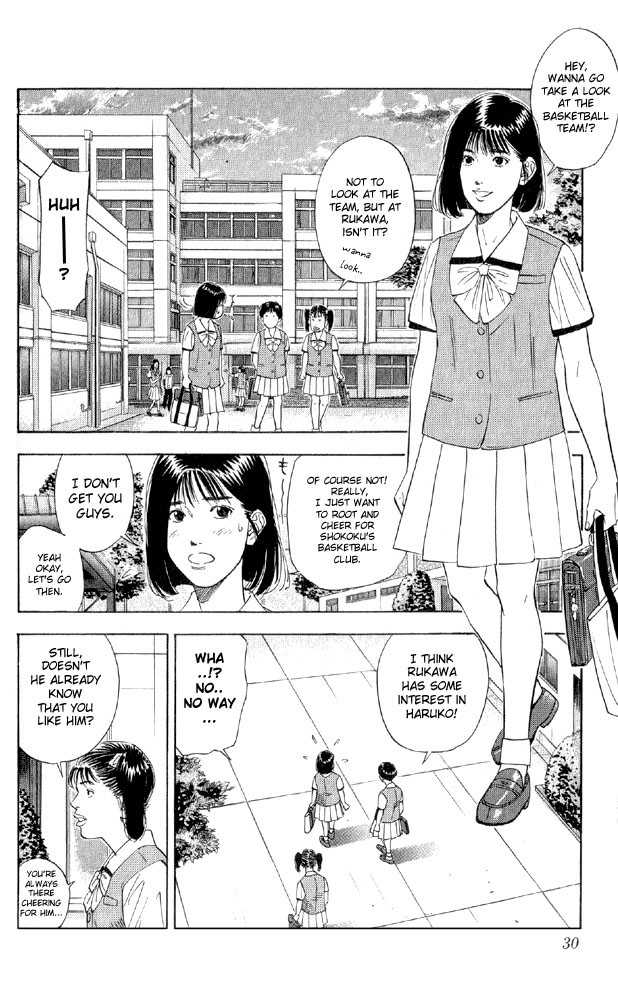 HEY,
WANNA GO
TAKE A LOOK
AT THE
BASKETBALL
TEAM!?
NOT TO
LOOK AT THE
TEAM, BUT AT
RUKAWA,
ISN'T IT?
wanna
look..
HUH
—
?
OF COURSE NOT!
REALLY,
I JUST WANT
TO ROOT AND
CHEER FOR
SHOKOKU'S
BASKETBALL
CLUB.
I DON'T
GET YOU
GUYS.
YEAH
OKAY,
LET'S GO
THEN.
I THINK
RUKAWA
HAS SOME
INTEREST IN
HARUKO!
WHA
..!?
NO..
NO WAY
...
STILL,
DOESN'T
HE ALREADY
KNOW
THAT YOU
LIKE HIM?
YOU'RE
ALWAYS
THERE
CHEERING
FOR HIM...
30